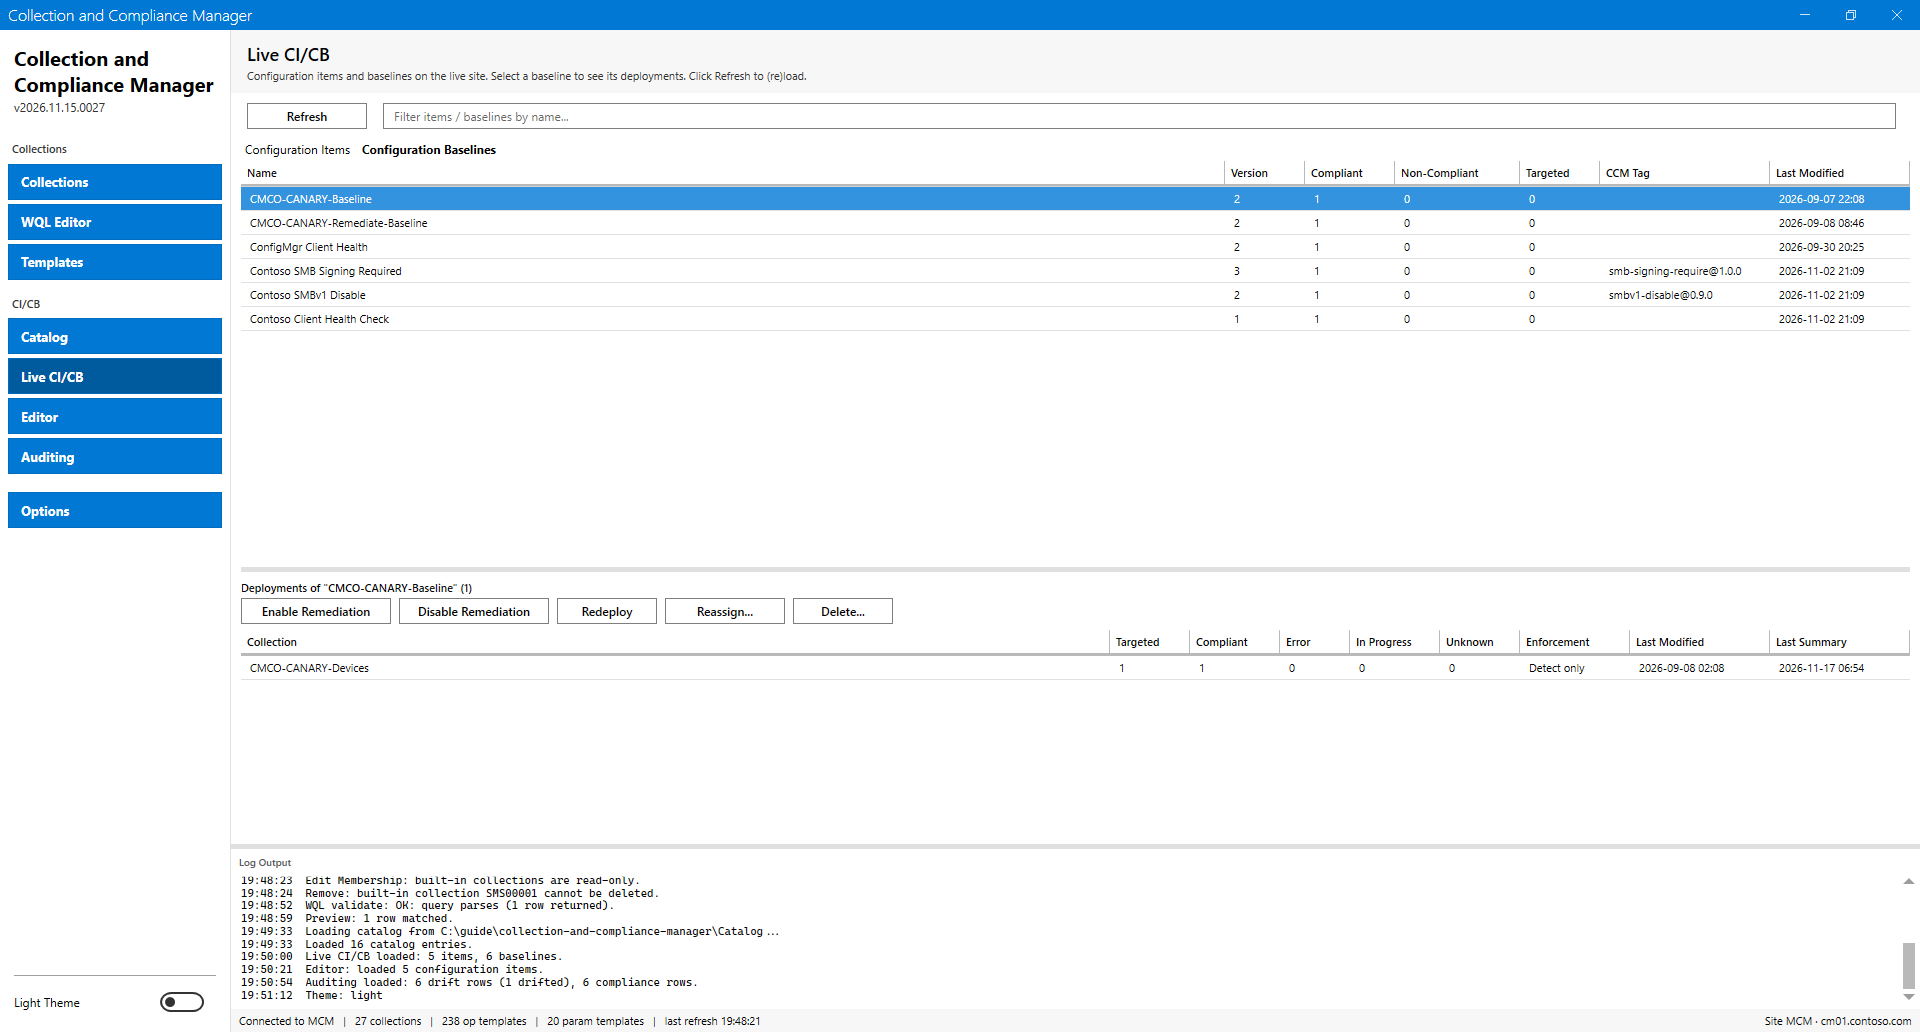 Collection and Compliance Manager
Collection and
Compliance Manager
v2026.11.15.0027
Collections
Collections
WQL Editor
Templates
CI/CB
Catalog
Live CI/CB
Editor
Auditing
Options
Light Theme
Live CI/CB
Configuration items and baselines on the live site. Select a baseline to see its deployments. Click Refresh to (re)load.
Refresh Filter items / baselines by name...
Configuration Items Configuration Baselines
Name Version Compliant Non-Compliant Targeted CCM Tag Last Modified
CMCO-CANARY-Baseline 2 1 0 0 2026-09-07 22:08
CMCO-CANARY-Remediate-Baseline 2 1 0 0 2026-09-08 08:46
ConfigMgr Client Health 2 1 0 0 2026-09-30 20:25
Contoso SMB Signing Required 3 1 0 0 smb-signing-require@1.0.0 2026-11-02 21:09
Contoso SMBv1 Disable 2 1 0 0 smbv1-disable@0.9.0 2026-11-02 21:09
Contoso Client Health Check 1 1 0 0 2026-11-02 21:09
Deployments of "CMCO-CANARY-Baseline" (1)
Enable Remediation Disable Remediation Redeploy Reassign... Delete...
Collection Targeted Compliant Error In Progress Unknown Enforcement Last Modified Last Summary
CMCO-CANARY-Devices 1 1 0 0 0 Detect only 2026-09-08 02:08 2026-11-17 06:54
Log Output
19:48:23 Edit Membership: built-in collections are read-only.
19:48:24 Remove: built-in collection SMS00001 cannot be deleted.
19:48:52 WQL validate: OK: query parses (1 row returned).
19:48:59 Preview: 1 row matched.
19:49:33 Loading catalog from C:\guide\collection-and-compliance-manager\Catalog...
19:49:33 Loaded 16 catalog entries.
19:50:00 Live CI/CB loaded: 5 items, 6 baselines.
19:50:21 Editor: loaded 5 configuration items.
19:50:54 Auditing loaded: 6 drift rows (1 drifted), 6 compliance rows.
19:51:12 Theme: light
Connected to MCM | 27 collections | 238 op templates | 20 param templates | last refresh 19:48:21
Site MCM · cm01.contoso.com